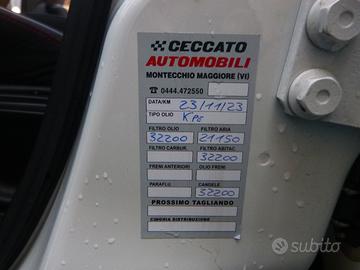 CECCATO
AUTOMOBILI
MONTECCHIO MAGGIORE (VI)
☎ 0444.472550
DATA/KM 23/11/23
TIPO OLIO KP8
FILTRO OLIO FILTRO ARIA
32200 21150
FILTRO CARBUR. FILTRO ABITAC.
32200
FRENI ANTERIORI OLIO FRENI
PARAFLU CANDELE
32200
PROSSIMO TAGLIANDO
CINGHIA DISTRIBUZIONE
subito